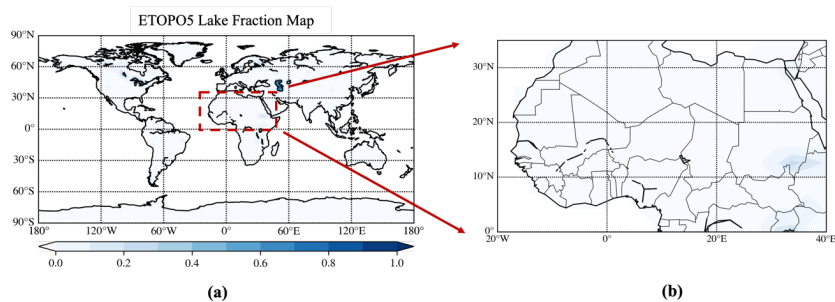 ETOPO5 Lake Fraction Map
90°N
60°N
30°N
0°
30°S
60°S
90°S
180° 120°W 60°W 0° 60°E 120°E 180°
0.0 0.2 0.4 0.6 0.8 1.0
(a)
30°N
20°N
10°N
0°
20°W 0° 20°E 40°E
(b)